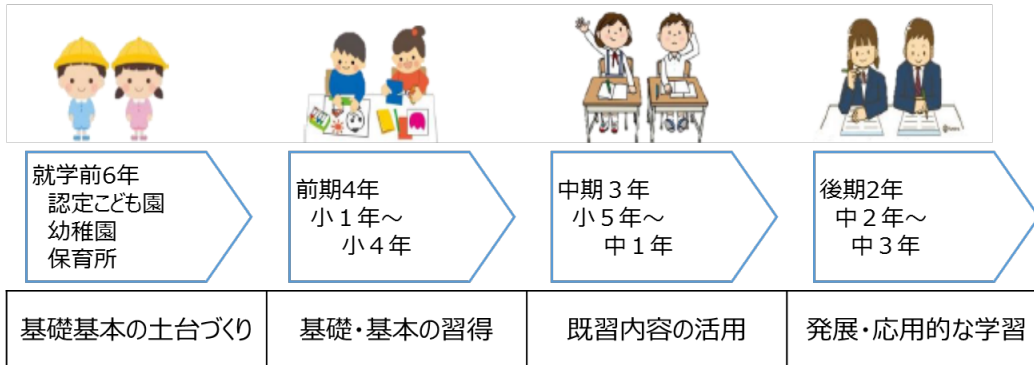 就学前6年
認定こども園
幼稚園
保育所
前期4年
小１年～
小４年
中期３年
小５年～
中１年
後期2年
中２年～
中３年
基礎基本の土台づくり
基礎・基本の習得
既習内容の活用
発展・応用的な学習